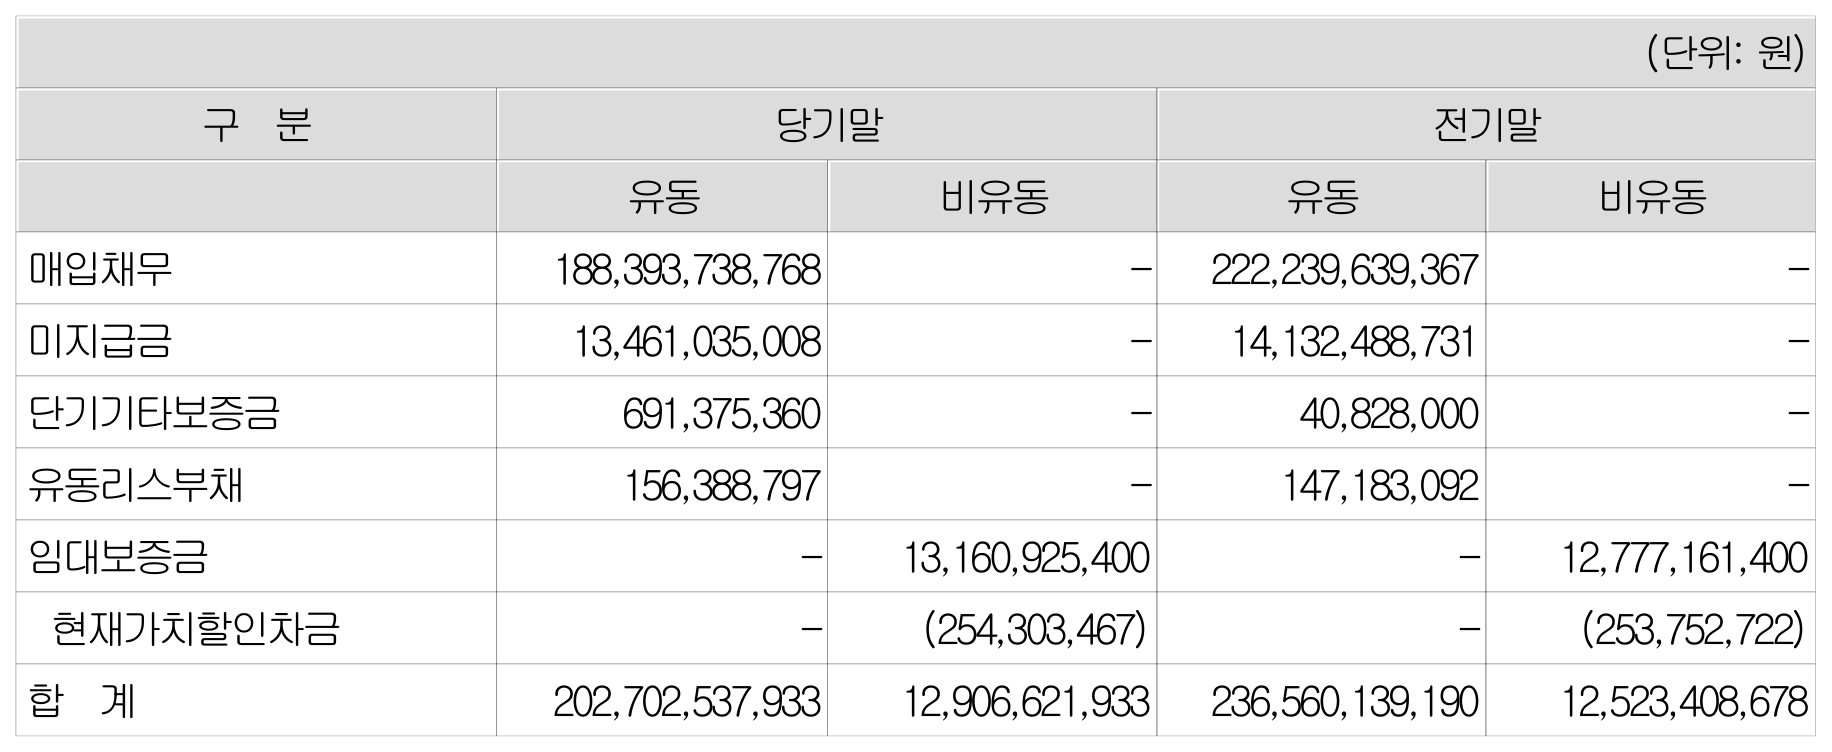 (단위: 원)
구 분 당기말 전기말
유동 비유동 유동 비유동
매입채무 188,393,738,768 - 222,239,639,367 -
미지급금 13,461,035,008 - 14,132,488,731 -
단기기타보증금 691,375,360 - 40,828,000 -
유동리스부채 156,388,797 - 147,183,092 -
임대보증금 - 13,160,925,400 - 12,777,161,400
현재가치할인차금 - (254,303,467) - (253,752,722)
합 계 202,702,537,933 12,906,621,933 236,560,139,190 12,523,408,678